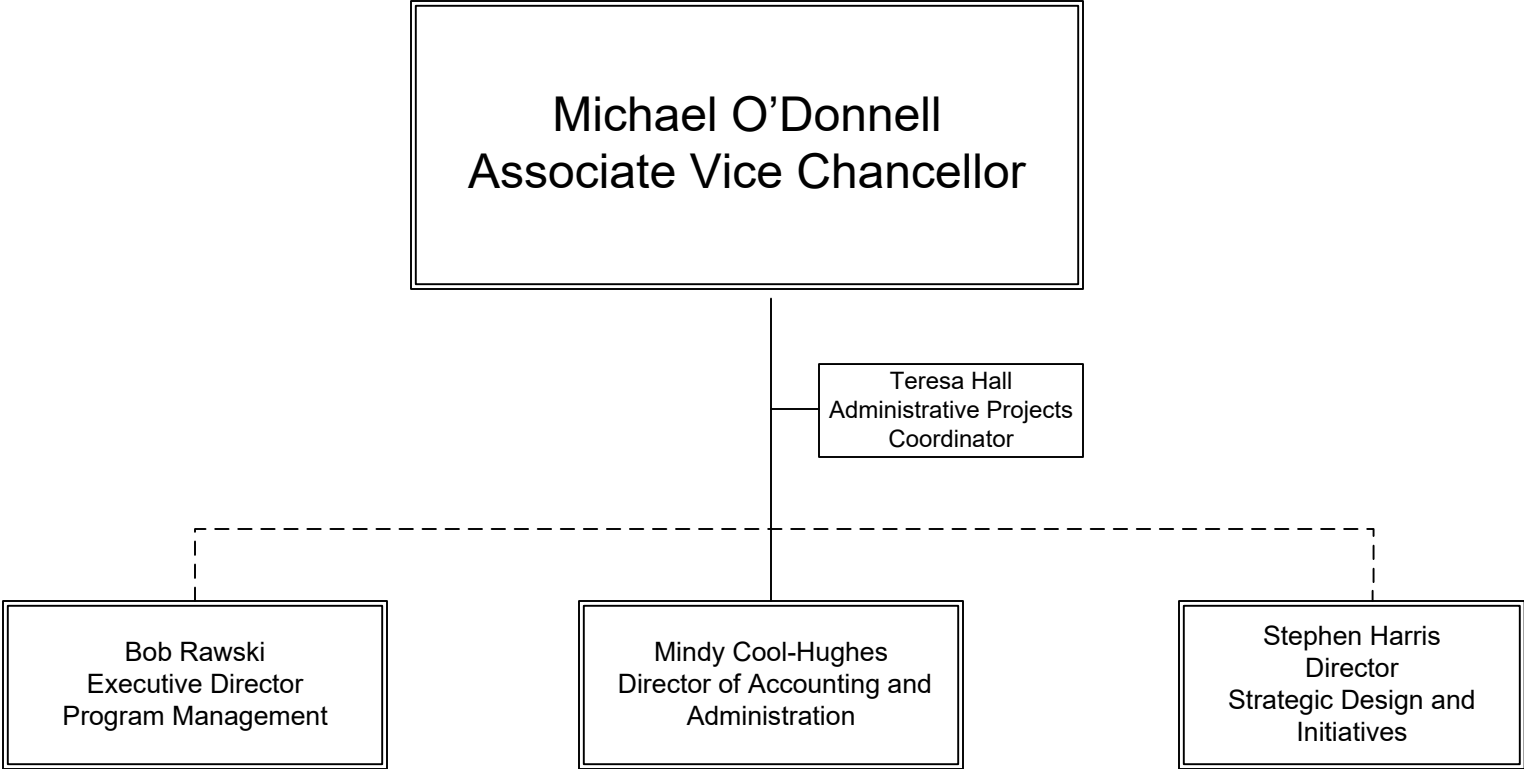 Michael O’Donnell
Associate Vice Chancellor
Teresa Hall
Administrative Projects
Coordinator
Bob Rawski
Executive Director
Program Management
Mindy Cool-Hughes
Director of Accounting and
Administration
Stephen Harris
Director
Strategic Design and
Initiatives